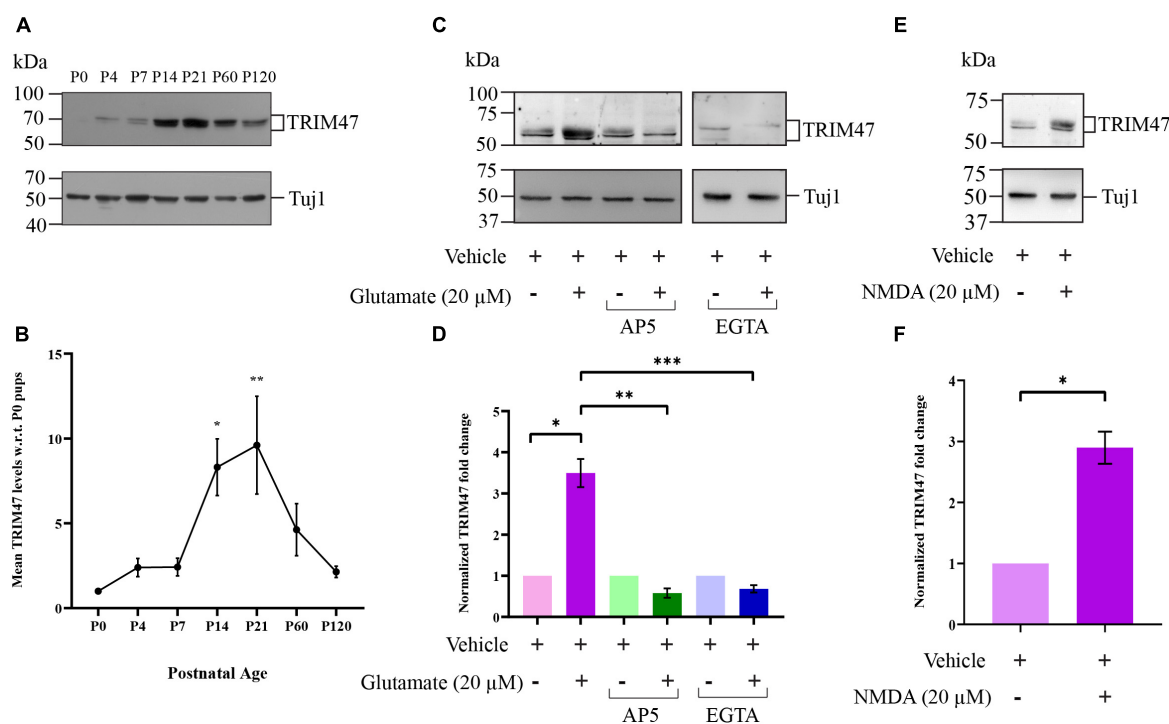 A
kDa
P0 P4 P7 P14 P21 P60 P120
100
70
50
TRIM47
70
50
40
Tuj1
B
15
10
5
0
Mean TRIM47 levels w.r.t. P0 pups
* **
P0 P4 P7 P14 P21 P60 P120
Postnatal Age
C
kDa
100
75
50
TRIM47
75
50
37
Tuj1
Vehicle + + + + + +
Glutamate (20 µM) - + - + - +
AP5 EGTA
D
***
**
*
5
4
3
2
1
0
Normalized TRIM47 fold change
Vehicle + + + + + +
Glutamate (20 µM) - + - + - +
AP5 EGTA
E
kDa
75
50
TRIM47
75
50
37
Tuj1
Vehicle + +
NMDA (20 µM) - +
F
*
4
3
2
1
0
Normalized TRIM47 fold change
Vehicle + +
NMDA (20 µM) - +